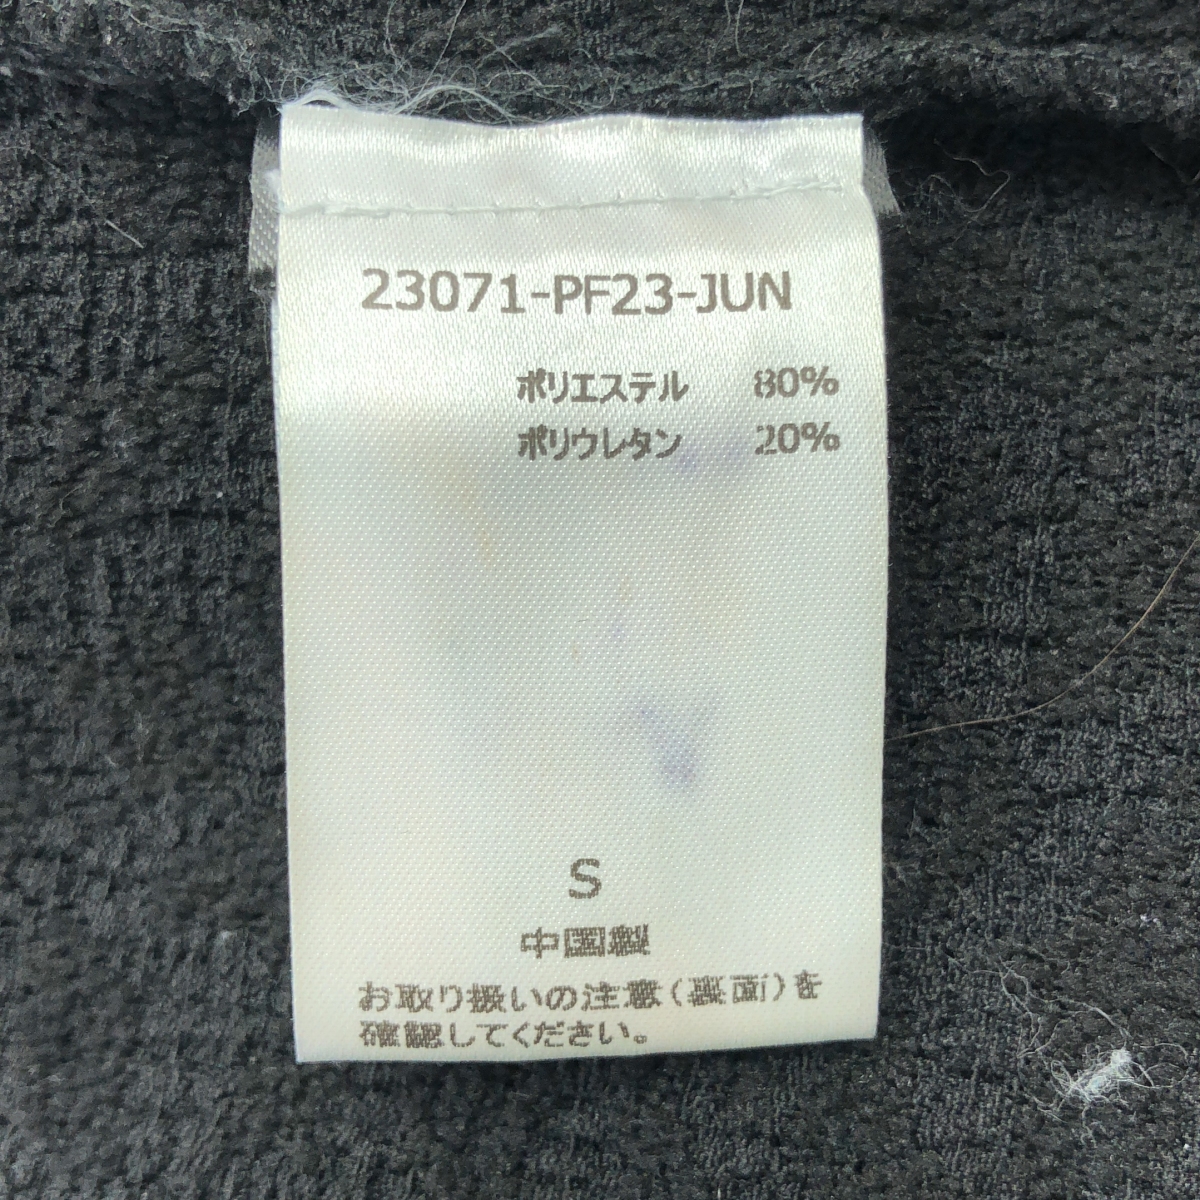 23071-PF23-JUN
ポリエステル 80%
ポリウレタン 20%
S
中国製
お取り扱いの注意(裏面)を
確認してください。